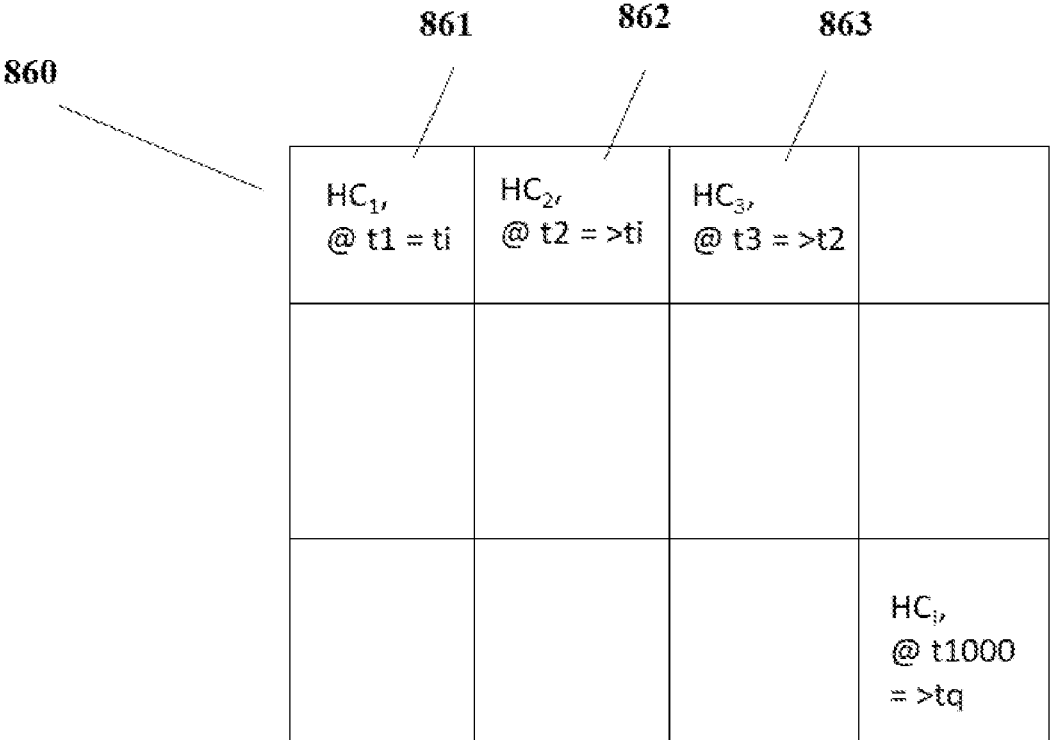 861
862
863
860
HC₁,
@ t1 = ti
HC₂,
@ t2 = >ti
HC₃,
@ t3 = >t2
HCᵢ,
@ t1000
= >tq